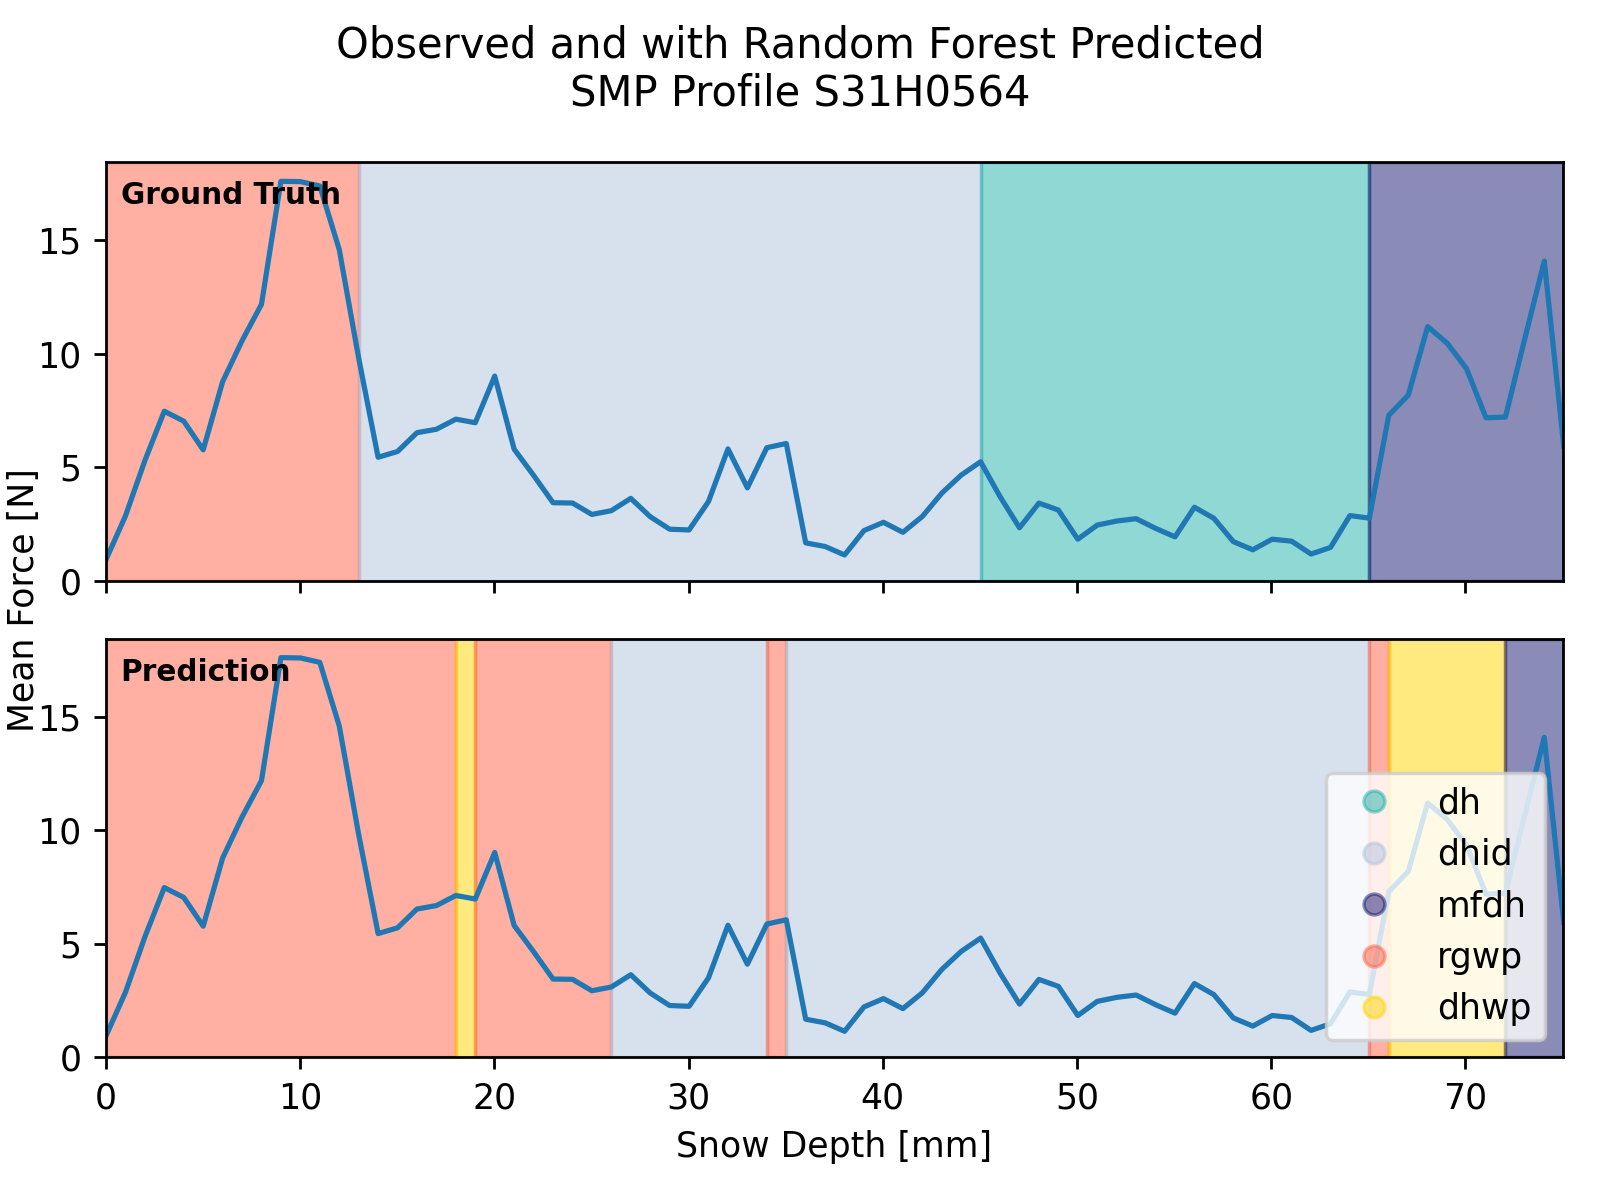 Observed and with Random Forest Predicted
SMP Profile S31H0564
Ground Truth
15
10
5
0
Mean Force [N]
Prediction
15
10
5
0
dh
dhid
mfdh
rgwp
dhwp
0 10 20 30 40 50 60 70
Snow Depth [mm]